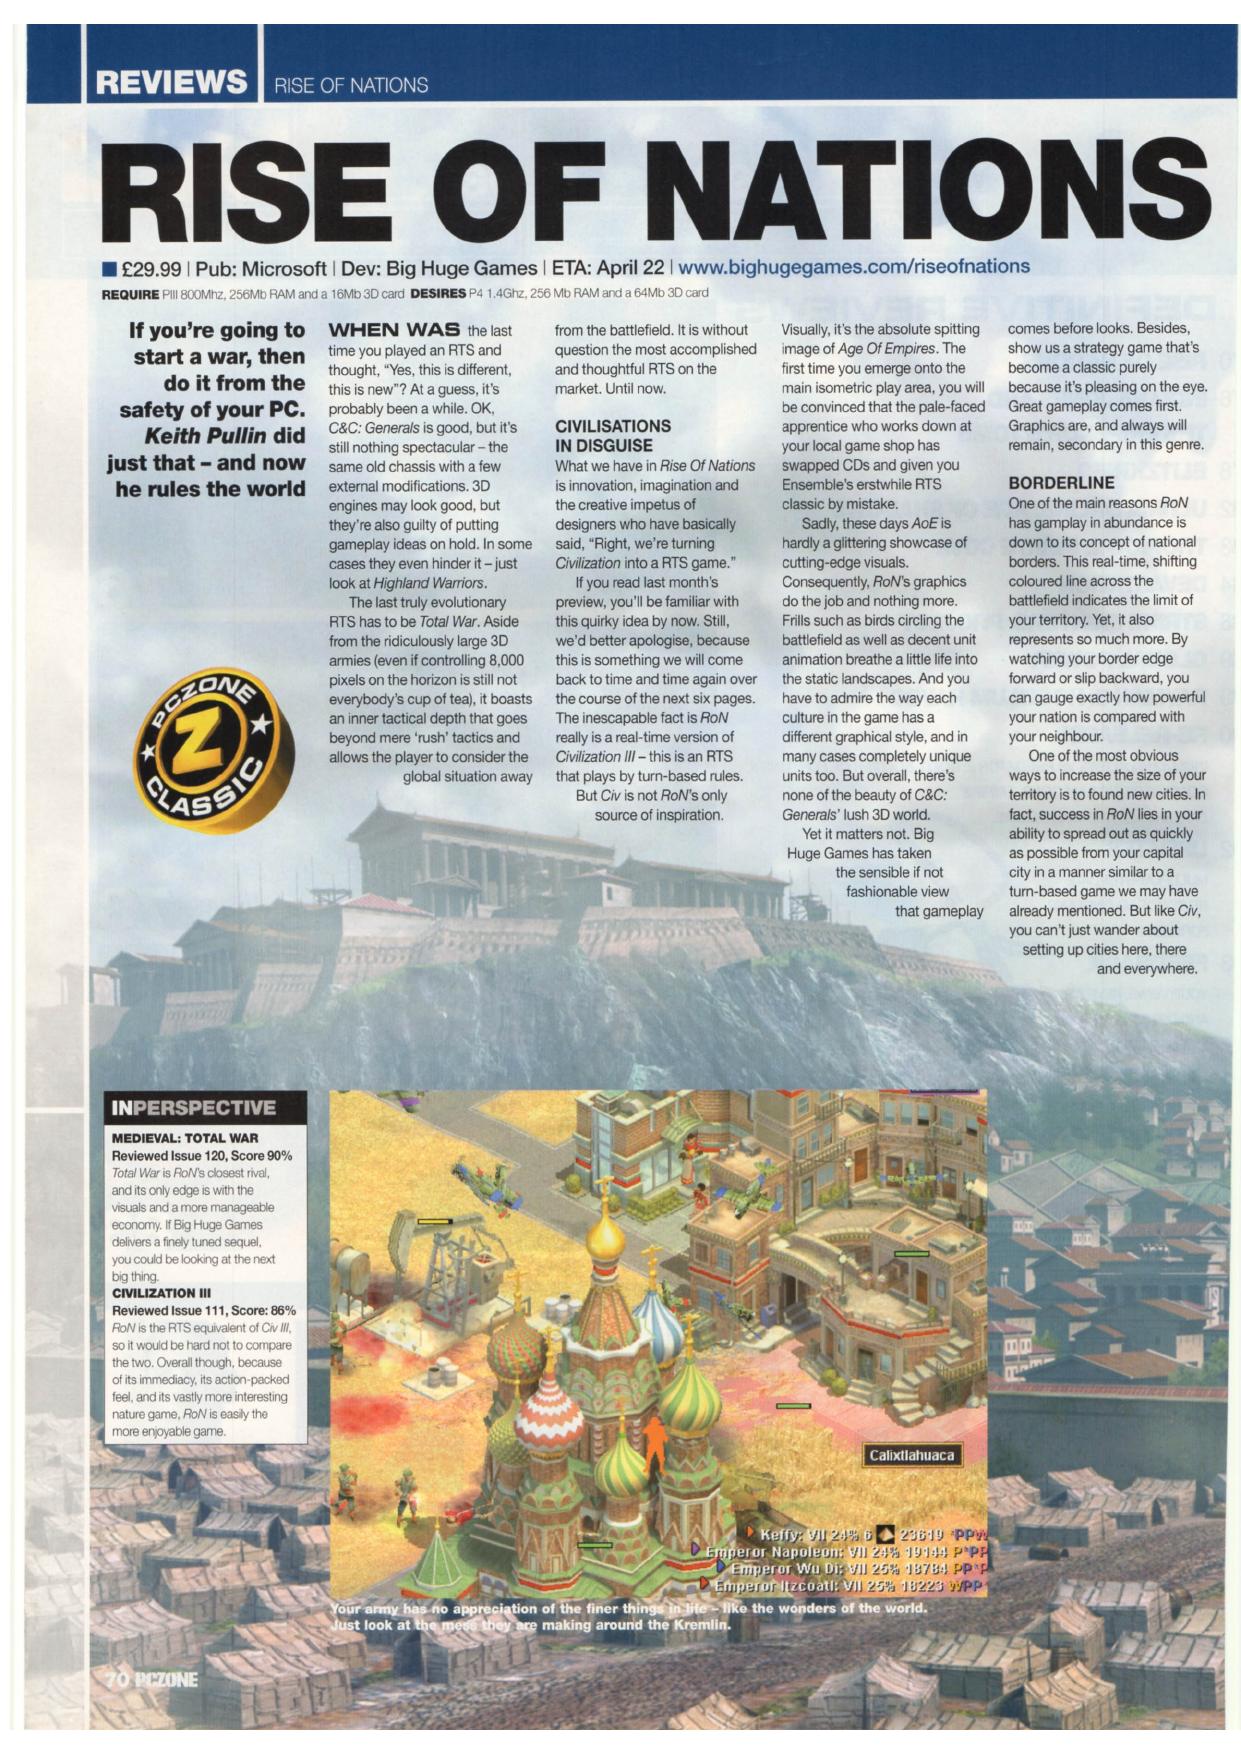 REVIEWS
RISE OF NATIONS
RISE OF NATIONS
£29.99 | Pub: Microsoft | Dev: Big Huge Games | ETA: April 22 | www.bighugegames.com/riseofnations
REQUIRE PIII 800Mhz, 256Mb RAM and a 16Mb 3D card DESIRES P4 1.4Ghz, 256 Mb RAM and a 64Mb 3D card
If you're going to
start a war, then
do it from the
safety of your PC.
Keith Pullin did
just that – and now
he rules the world
PCZONE
Z
CLASSIC
WHEN WAS the last
time you played an RTS and
thought, "Yes, this is different,
this is new"? At a guess, it's
probably been a while. OK,
C&C: Generals is good, but it's
still nothing spectacular – the
same old chassis with a few
external modifications. 3D
engines may look good, but
they're also guilty of putting
gameplay ideas on hold. In some
cases they even hinder it – just
look at Highland Warriors.
The last truly evolutionary
RTS has to be Total War. Aside
from the ridiculously large 3D
armies (even if controlling 8,000
pixels on the horizon is still not
everybody's cup of tea), it boasts
an inner tactical depth that goes
beyond mere 'rush' tactics and
allows the player to consider the
global situation away
from the battlefield. It is without
question the most accomplished
and thoughtful RTS on the
market. Until now.
CIVILISATIONS
IN DISGUISE
What we have in Rise Of Nations
is innovation, imagination and
the creative impetus of
designers who have basically
said, "Right, we're turning
Civilization into a RTS game."
If you read last month's
preview, you'll be familiar with
this quirky idea by now. Still,
we'd better apologise, because
this is something we will come
back to time and time again over
the course of the next six pages.
The inescapable fact is RoN
really is a real-time version of
Civilization III – this is an RTS
that plays by turn-based rules.
But Civ is not RoN's only
source of inspiration.
Visually, it's the absolute spitting
image of Age Of Empires. The
first time you emerge onto the
main isometric play area, you will
be convinced that the pale-faced
apprentice who works down at
your local game shop has
swapped CDs and given you
Ensemble's erstwhile RTS
classic by mistake.
Sadly, these days AoE is
hardly a glittering showcase of
cutting-edge visuals.
Consequently, RoN's graphics
do the job and nothing more.
Frills such as birds circling the
battlefield as well as decent unit
animation breathe a little life into
the static landscapes. And you
have to admire the way each
culture in the game has a
different graphical style, and in
many cases completely unique
units too. But overall, there's
none of the beauty of C&C:
Generals' lush 3D world.
Yet it matters not. Big
Huge Games has taken
the sensible if not
fashionable view
that gameplay
comes before looks. Besides,
show us a strategy game that's
become a classic purely
because it's pleasing on the eye.
Great gameplay comes first.
Graphics are, and always will
remain, secondary in this genre.
BORDERLINE
One of the main reasons RoN
has gamplay in abundance is
down to its concept of national
borders. This real-time, shifting
coloured line across the
battlefield indicates the limit of
your territory. Yet, it also
represents so much more. By
watching your border edge
forward or slip backward, you
can gauge exactly how powerful
your nation is compared with
your neighbour.
One of the most obvious
ways to increase the size of your
territory is to found new cities. In
fact, success in RoN lies in your
ability to spread out as quickly
as possible from your capital
city in a manner similar to a
turn-based game we may have
already mentioned. But like Civ,
you can't just wander about
setting up cities here, there
and everywhere.
INPERSPECTIVE
MEDIEVAL: TOTAL WAR
Reviewed Issue 120, Score 90%
Total War is RoN's closest rival,
and its only edge is with the
visuals and a more manageable
economy. If Big Huge Games
delivers a finely tuned sequel,
you could be looking at the next
big thing.
CIVILIZATION III
Reviewed Issue 111, Score: 86%
RoN is the RTS equivalent of Civ III,
so it would be hard not to compare
the two. Overall though, because
of its immediacy, its action-packed
feel, and its vastly more interesting
nature game, RoN is easily the
more enjoyable game.
Calixtlahuaca
Keffy: VII 24% 6 23619 *PPW
Emperor Napoleon: VII 24% 19144 P*PP
Emperor Wu Di: VII 25% 18784 PP*P
Emperor Itzcoatl: VII 25% 18223 WPP
Your army has no appreciation of the finer things in life – like the wonders of the world.
Just look at the mess they are making around the Kremlin.
70 PCZONE